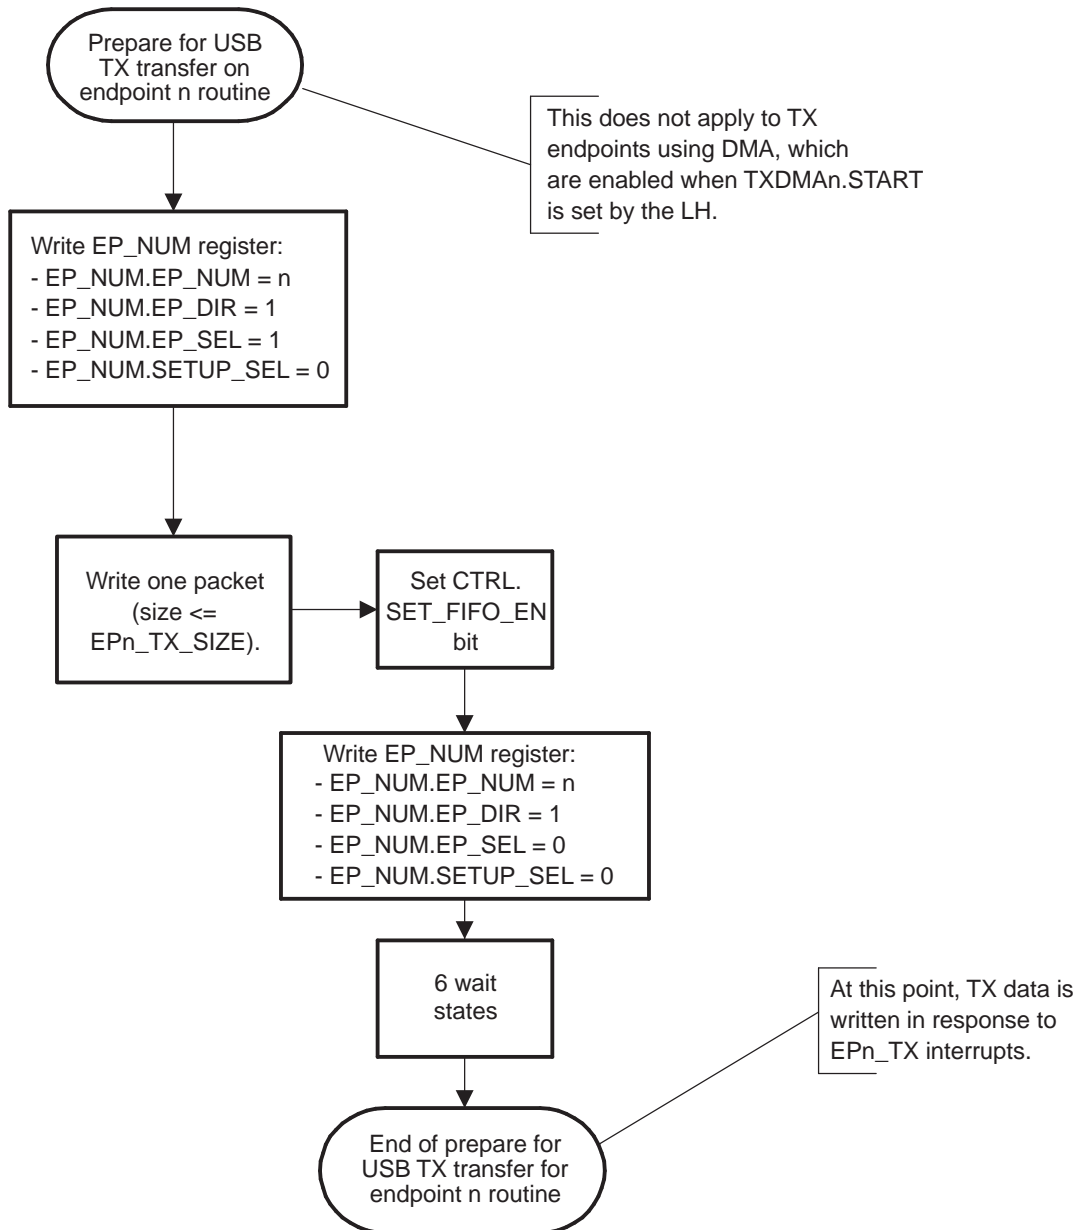 Prepare for USB
TX transfer on
endpoint n routine
This does not apply to TX
endpoints using DMA, which
are enabled when TXDMAn.START
is set by the LH.
Write EP_NUM register:
- EP_NUM.EP_NUM = n
- EP_NUM.EP_DIR = 1
- EP_NUM.EP_SEL = 1
- EP_NUM.SETUP_SEL = 0
Write one packet
(size <=
EPn_TX_SIZE).
Set CTRL.
SET_FIFO_EN
bit
Write EP_NUM register:
- EP_NUM.EP_NUM = n
- EP_NUM.EP_DIR = 1
- EP_NUM.EP_SEL = 0
- EP_NUM.SETUP_SEL = 0
6 wait
states
At this point, TX data is
written in response to
EPn_TX interrupts.
End of prepare for
USB TX transfer for
endpoint n routine